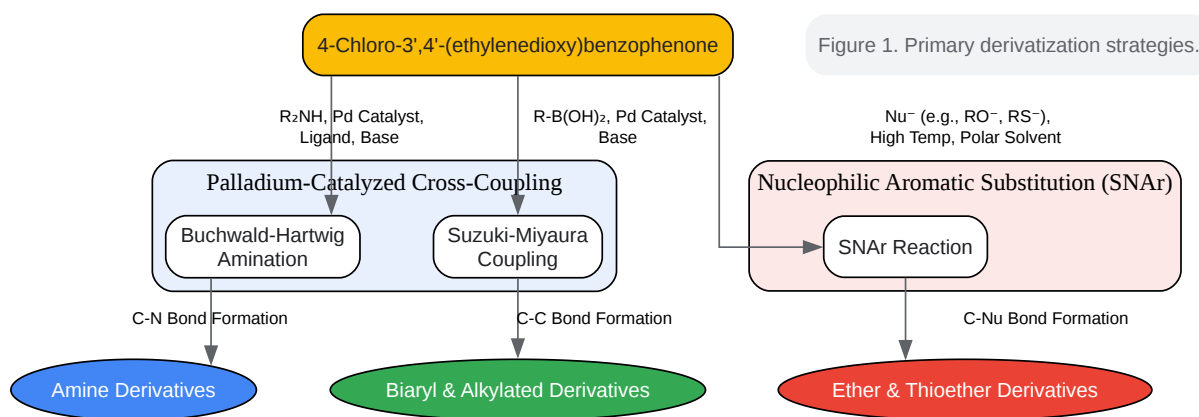 4-Chloro-3',4'-(ethylenedioxy)benzophenone
Figure 1. Primary derivatization strategies.
R₂NH, Pd Catalyst,
Ligand, Base
R-B(OH)₂, Pd Catalyst,
Base
Nu⁻ (e.g., RO⁻, RS⁻),
High Temp, Polar Solvent
Palladium-Catalyzed Cross-Coupling
Nucleophilic Aromatic Substitution (SNAr)
Buchwald-Hartwig
Amination
Suzuki-Miyaura
Coupling
SNAr Reaction
C-N Bond Formation
C-C Bond Formation
C-Nu Bond Formation
Amine Derivatives
Biaryl & Alkylated Derivatives
Ether & Thioether Derivatives